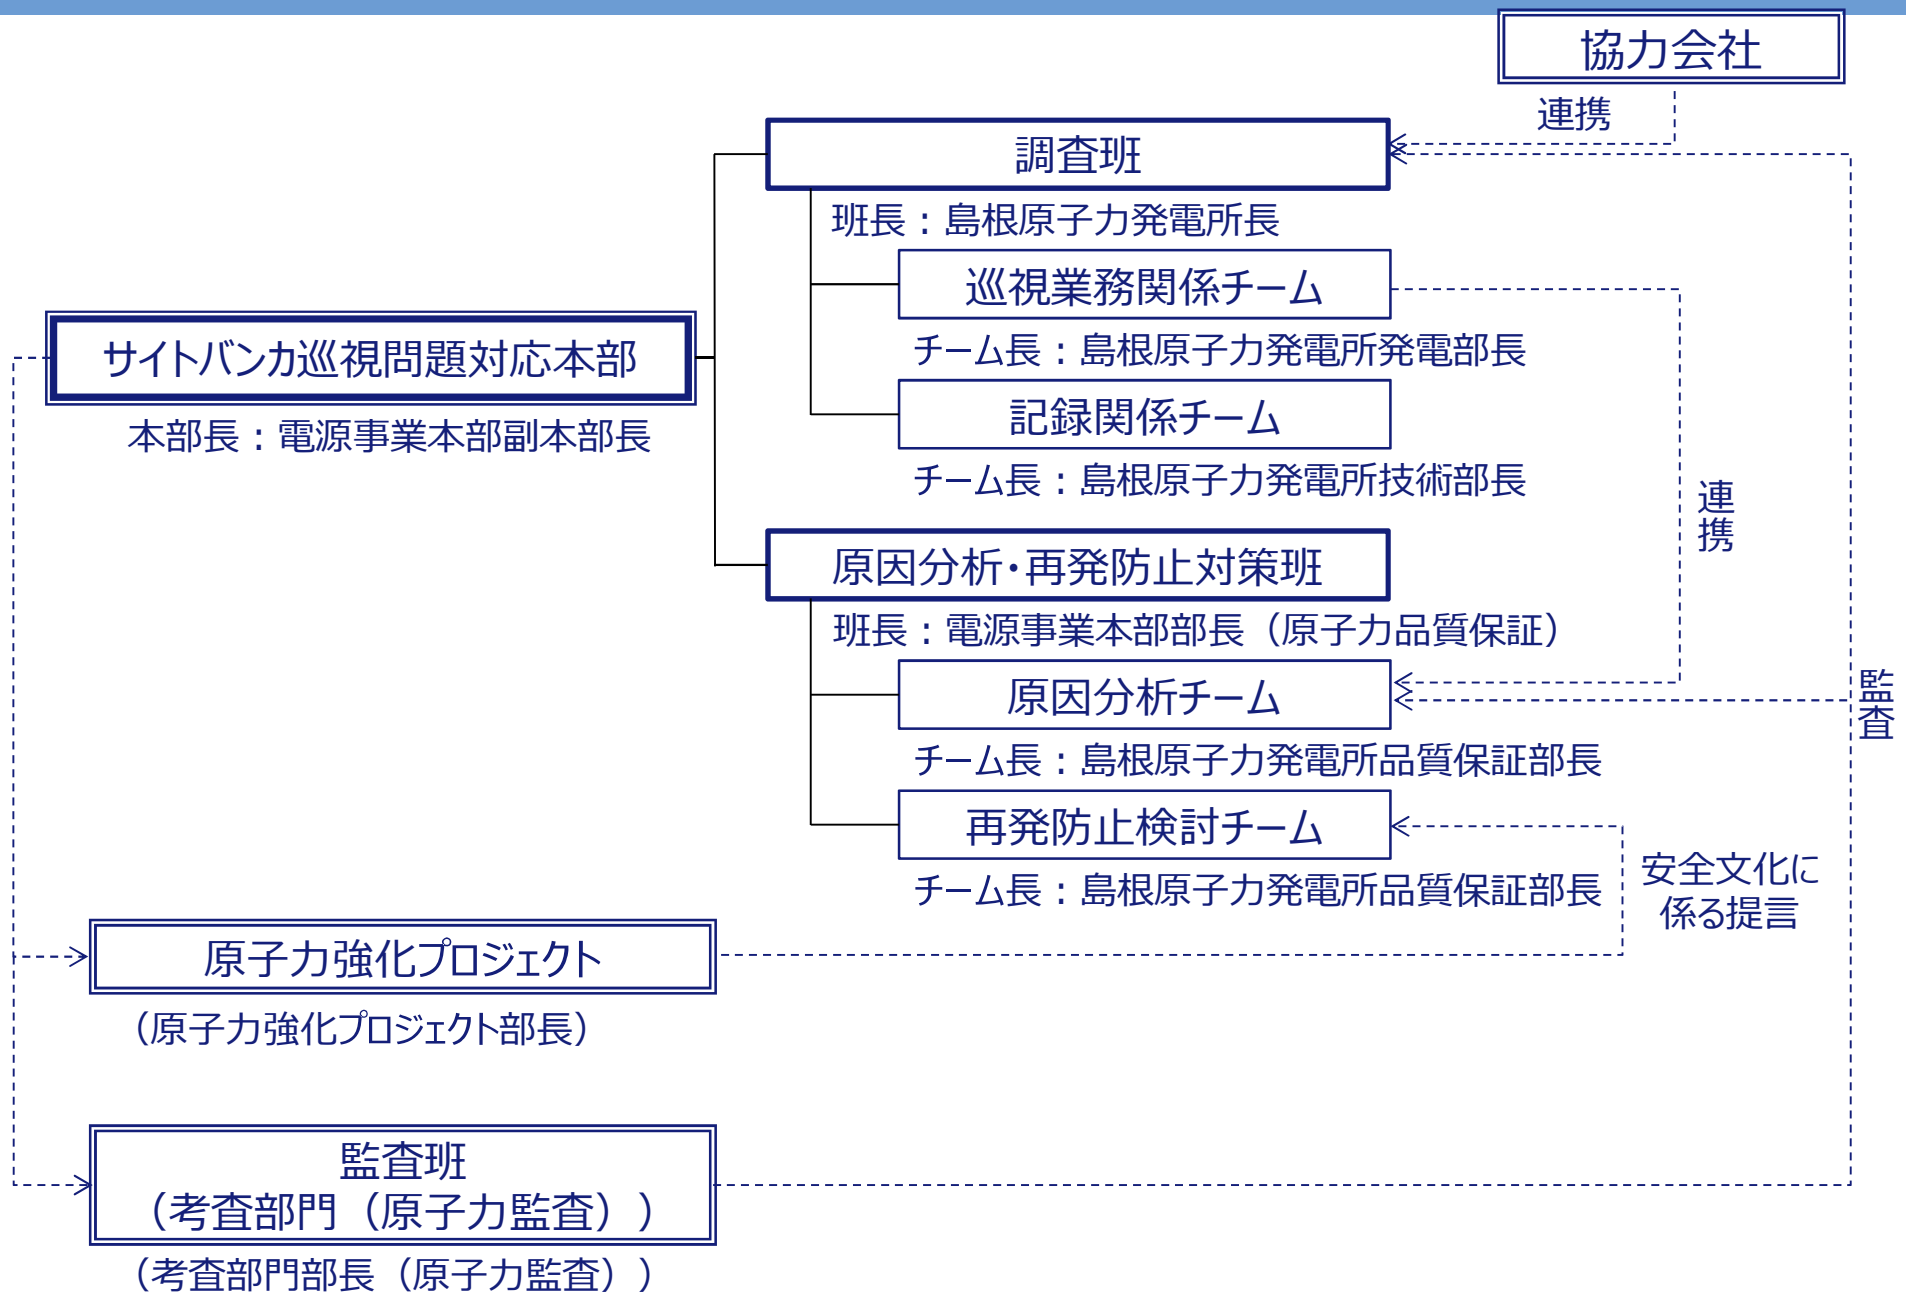 協力会社
連携
調査班
班長：島根原子力発電所長
巡視業務関係チーム
チーム長：島根原子力発電所発電部長
サイトバンカ巡視問題対応本部
本部長：電源事業本部副本部長
記録関係チーム
チーム長：島根原子力発電所技術部長
連携
原因分析・再発防止対策班
班長：電源事業本部部長（原子力品質保証）
原因分析チーム
監査
チーム長：島根原子力発電所品質保証部長
再発防止検討チーム
チーム長：島根原子力発電所品質保証部長
安全文化に
係る提言
原子力強化プロジェクト
（原子力強化プロジェクト部長）
監査班
（考査部門（原子力監査））
（考査部門部長（原子力監査））